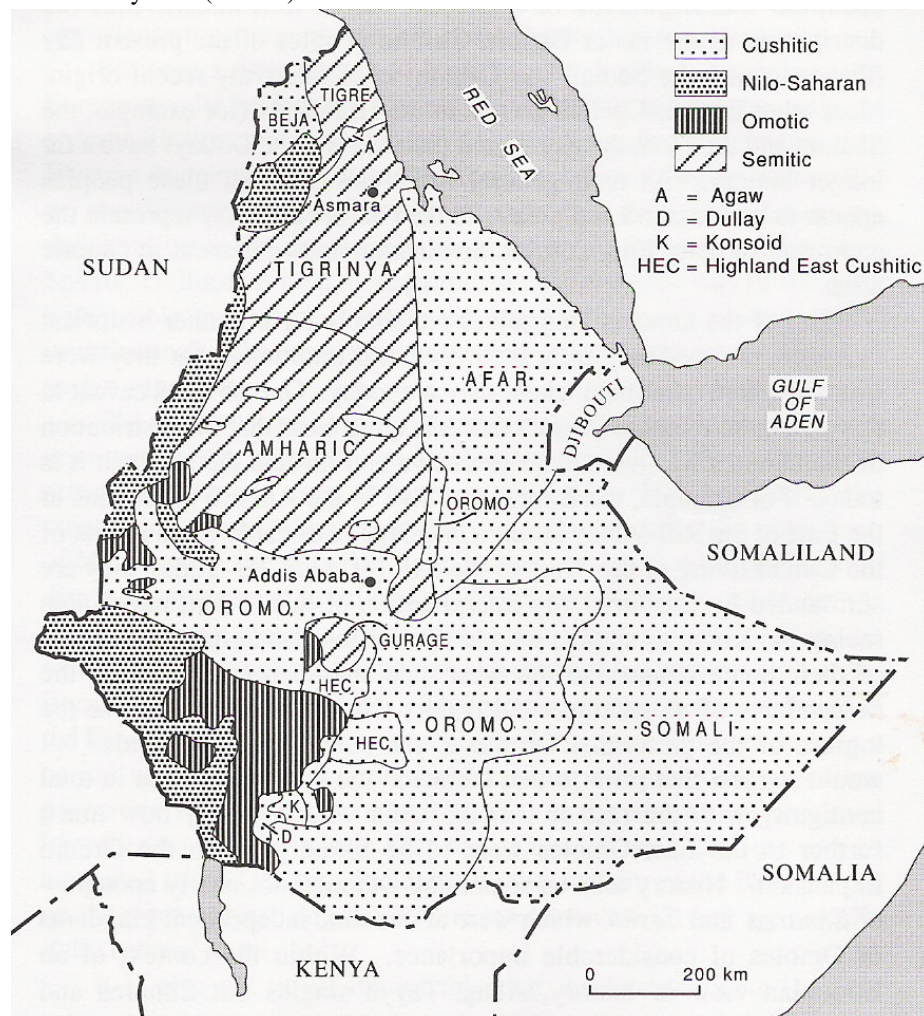 Cushitic
Nilo-Saharan
Omotic
Semitic
A = Agaw
D = Dullay
K = Konsoid
HEC = Highland East Cushitic
RED
SEA
TIGRE
BEJA
A
Asmara
SUDAN
TIGRINYA
AFAR
DJIBOUTI
GULF
OF
ADEN
AMHARIC
OROMO
SOMALILAND
Addis Ababa
OROMO
GURAGE
HEC
OROMO
SOMALI
HEC
K
D
SOMALIA
KENYA
0 200 km